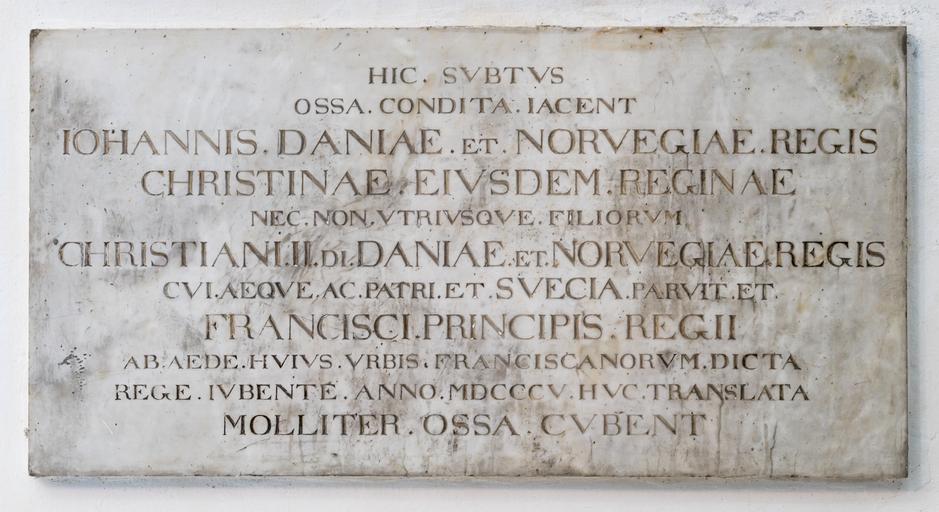 HIC. SVBTVS
OSSA. CONDITA. IACENT
IOHANNIS. DANIAE. ET. NORVEGIAE. REGIS
CHRISTINAE. EIVSDEM. REGINAE
NEC. NON. VTRIVSQVE. FILIORVM
CHRISTIANI. II. DI. DANIAE. ET. NORVEGIAE. REGIS
CVI. AEQVE. AC. PATRI. ET. SVECIA. PARVIT. ET.
FRANCISCI. PRINCIPIS. REGII
AB. AEDE. HVIVS. VRBIS. FRANCISCANORVM. DICTA
REGE. IVBENTE. ANNO. MDCCCV. HVC. TRANSLATA
MOLLITER. OSSA. CVBENT